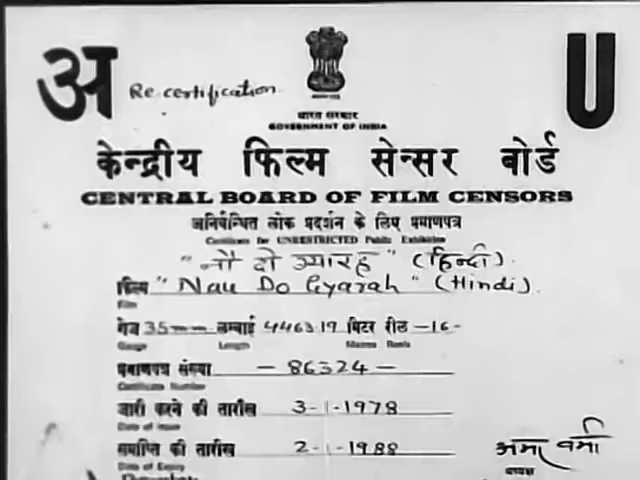 अ Re-certification U
भारत सरकार
GOVERNMENT OF INDIA
केन्द्रीय फिल्म सेन्सर बोर्ड
CENTRAL BOARD OF FILM CENSORS
अनिर्बन्धित लोक प्रदर्शन के लिए प्रमाणपत्र
Certificate for UNRESTRICTED Public Exhibition
"नौ दो ग्यारह" (हिन्दी).
फ़िल्म "Nau Do Gyarah" (Hindi).
Film
गेज 35mm लम्बाई 4463.19 मिटर रील -16-
Gauge Length Metres Reels
प्रमाणपत्र संख्या -86324-
Certificate Number
जारी करने की तारीख 3-1-1978
Date of Issue
समाप्ति की तारीख 2-1-1988
Date of Expiry
अध्यक्ष